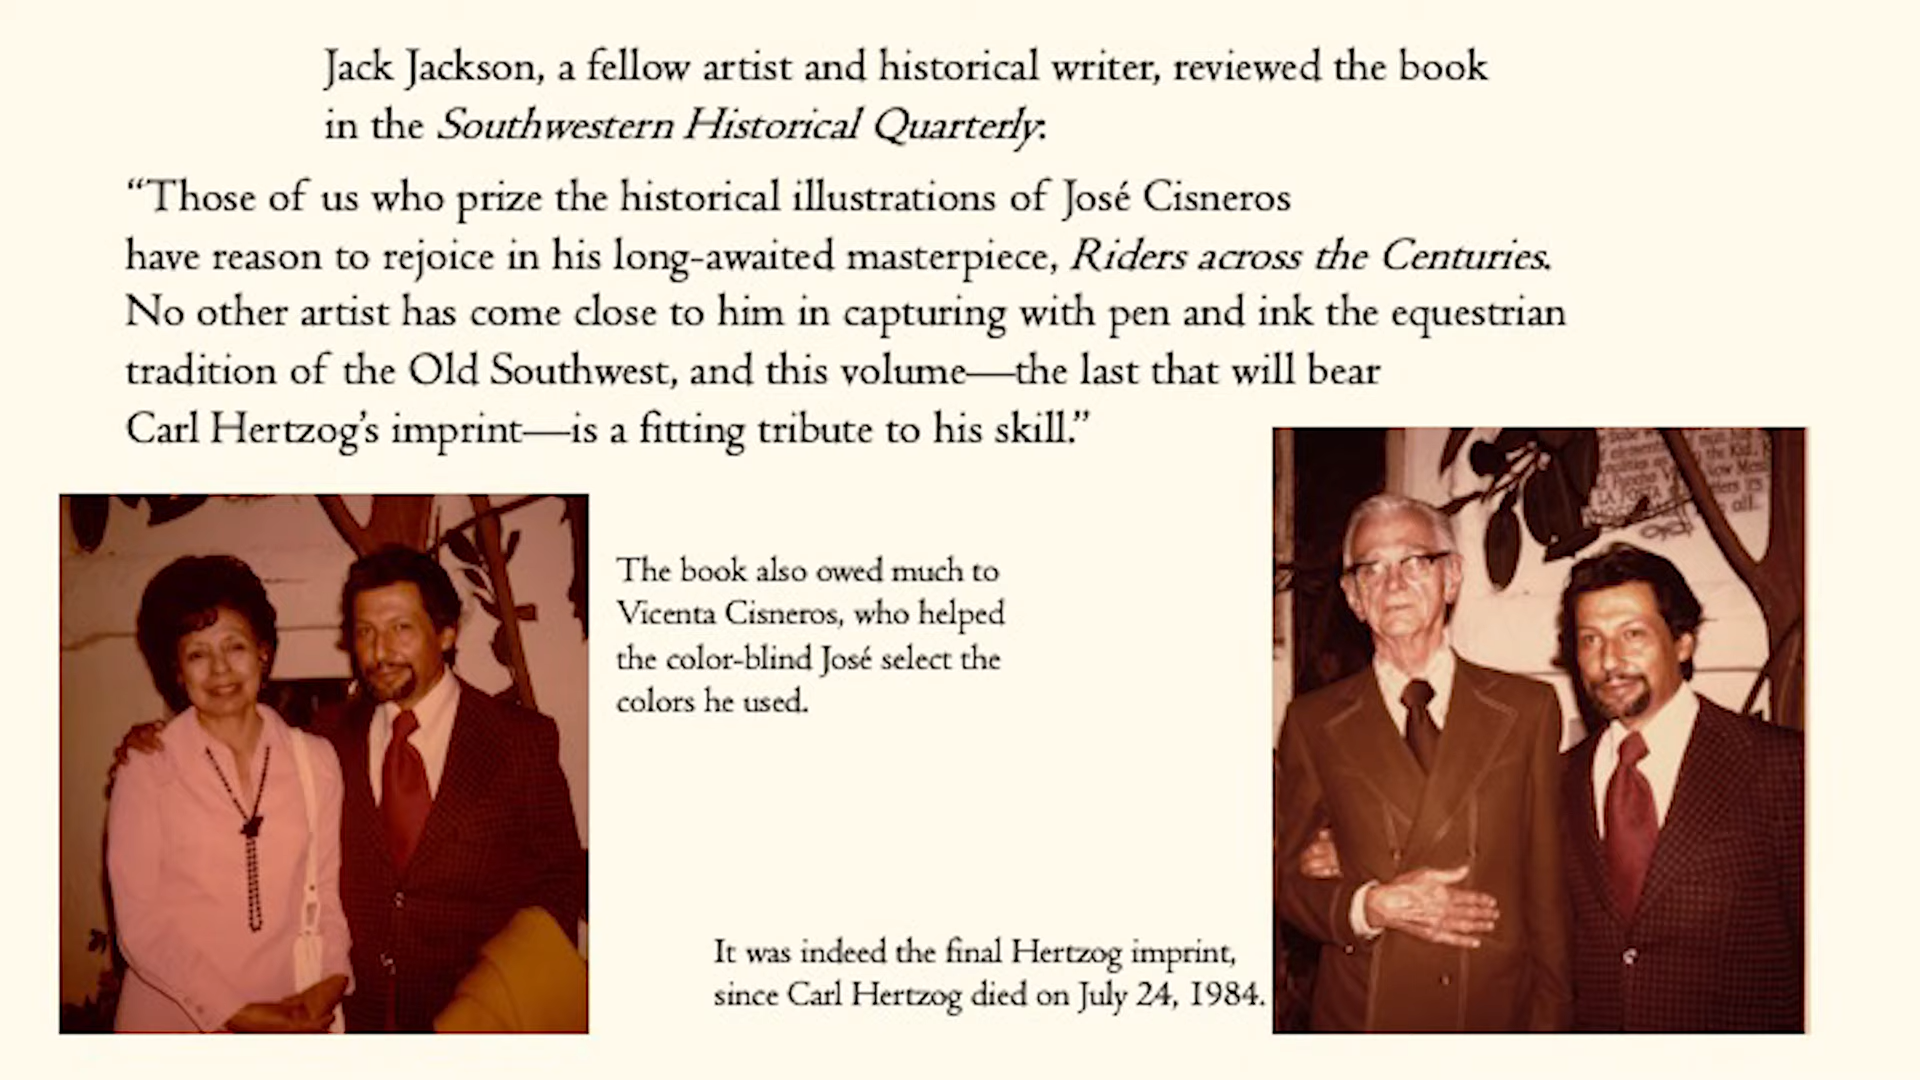 Jack Jackson, a fellow artist and historical writer, reviewed the book
in the Southwestern Historical Quarterly:
“Those of us who prize the historical illustrations of José Cisneros
have reason to rejoice in his long-awaited masterpiece, Riders across the Centuries.
No other artist has come close to him in capturing with pen and ink the equestrian
tradition of the Old Southwest, and this volume—the last that will bear
Carl Hertzog’s imprint—is a fitting tribute to his skill.”
the Kid,
LA POSTA
all.
The book also owed much to
Vicenta Cisneros, who helped
the color-blind José select the
colors he used.
It was indeed the final Hertzog imprint,
since Carl Hertzog died on July 24, 1984.